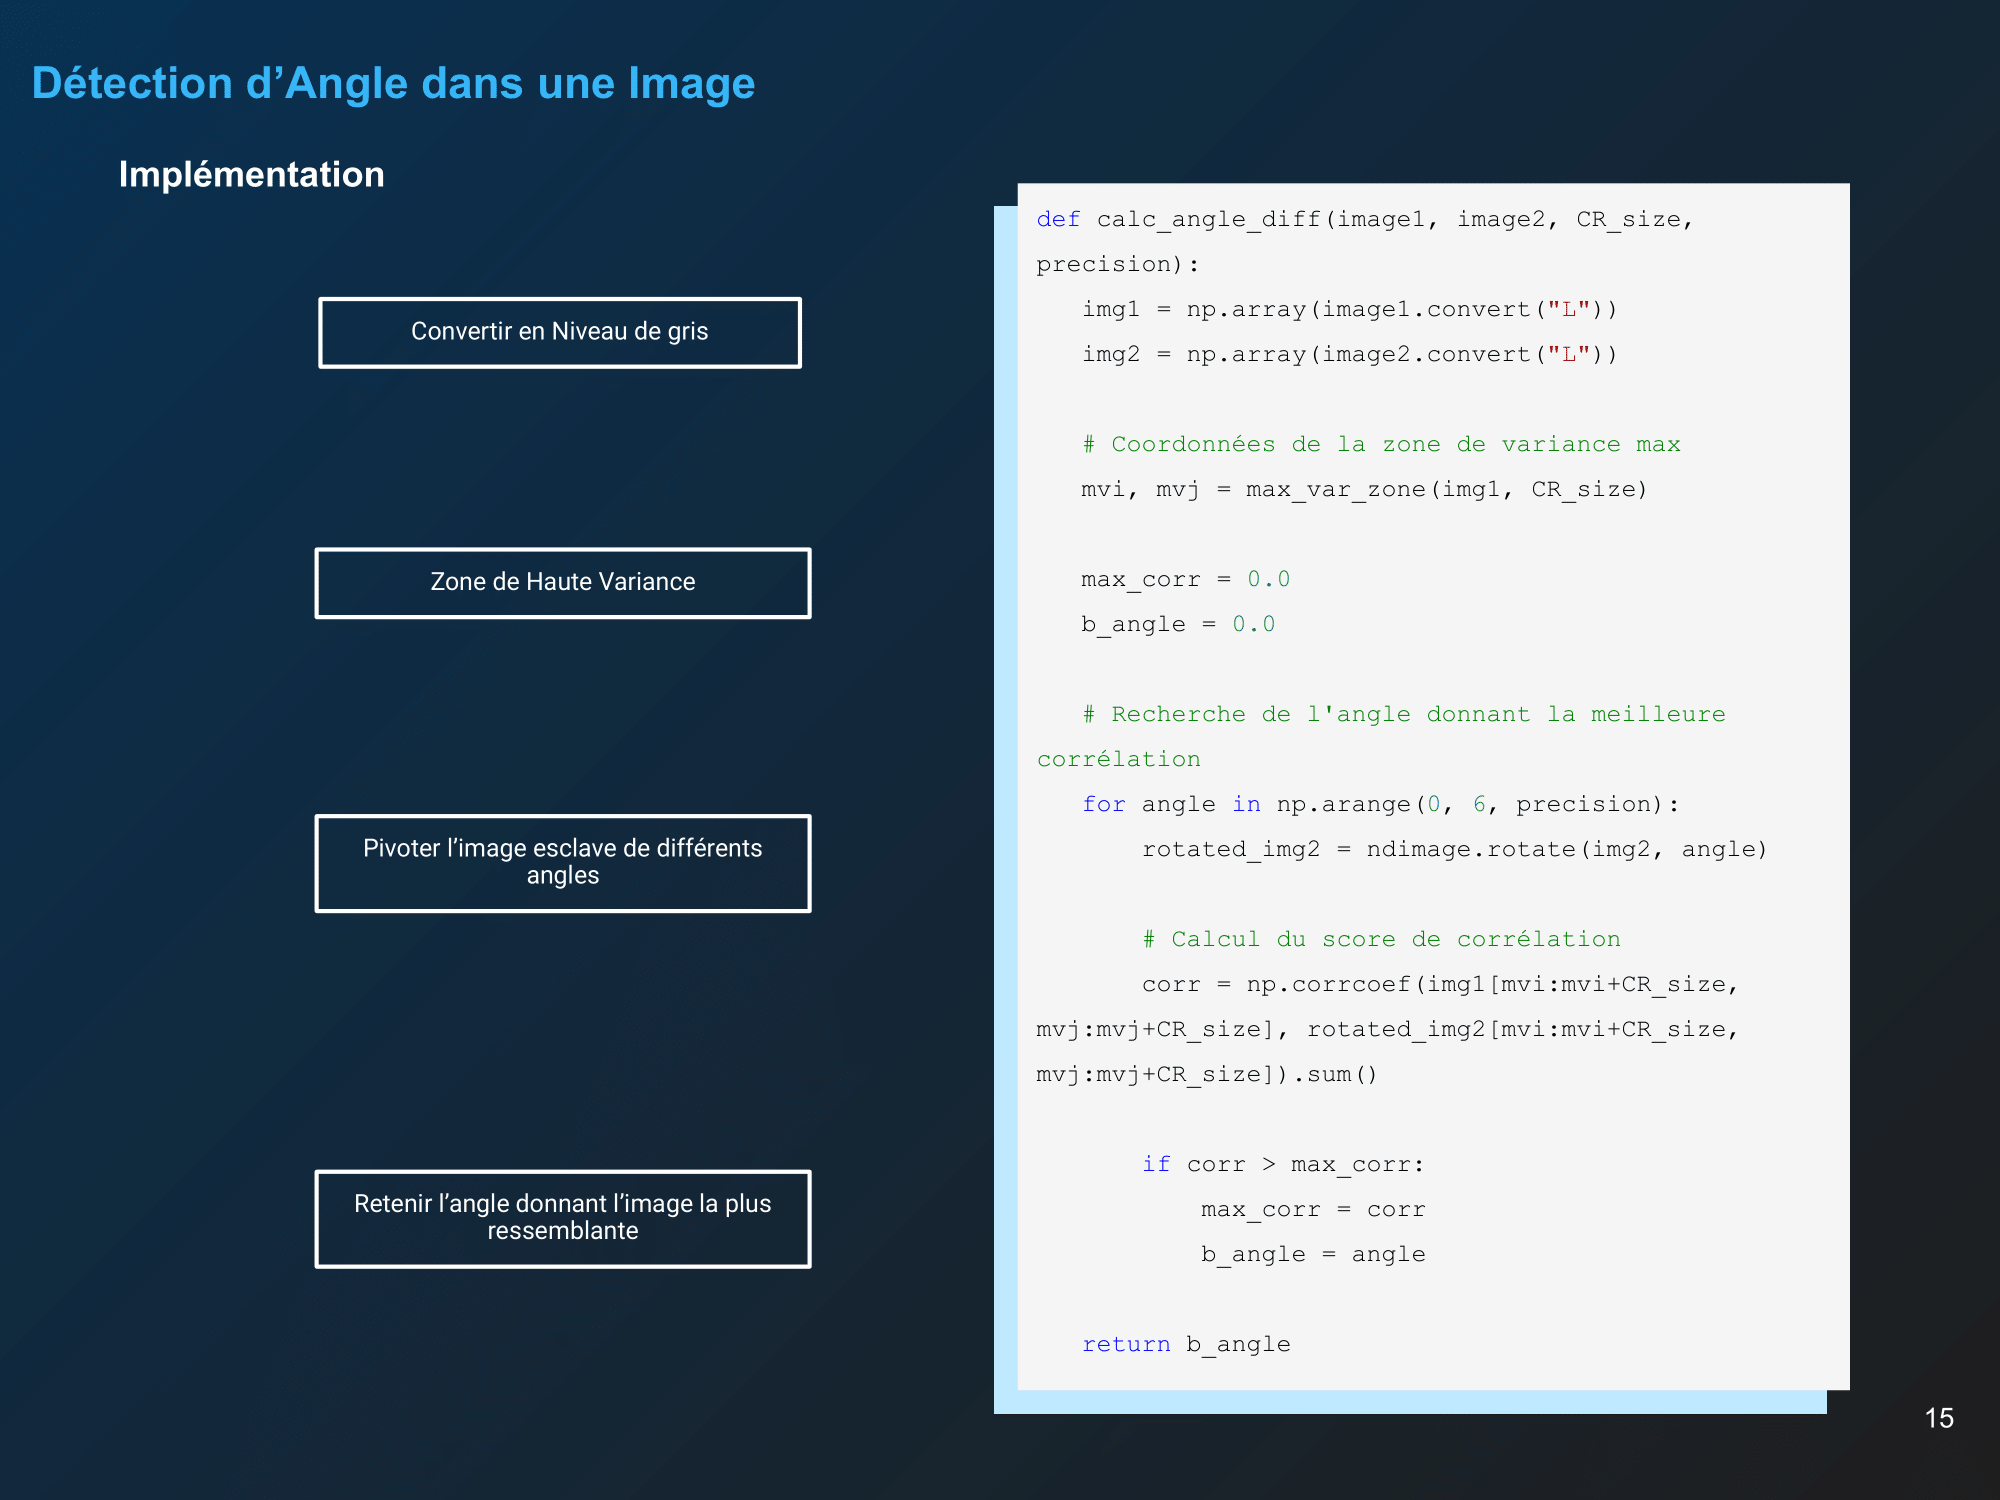 Détection d’Angle dans une Image
Implémentation
Convertir en Niveau de gris
Zone de Haute Variance
Pivoter l’image esclave de différents
angles
Retenir l’angle donnant l’image la plus
ressemblante
def calc_angle_diff(image1, image2, CR_size,
precision):
   img1 = np.array(image1.convert("L"))
   img2 = np.array(image2.convert("L"))
   # Coordonnées de la zone de variance max
   mvi, mvj = max_var_zone(img1, CR_size)
   max_corr = 0.0
   b_angle = 0.0
   # Recherche de l'angle donnant la meilleure
corrélation
   for angle in np.arange(0, 6, precision):
       rotated_img2 = ndimage.rotate(img2, angle)
       # Calcul du score de corrélation
       corr = np.corrcoef(img1[mvi:mvi+CR_size,
mvj:mvj+CR_size], rotated_img2[mvi:mvi+CR_size,
mvj:mvj+CR_size]).sum()
       if corr > max_corr:
           max_corr = corr
           b_angle = angle
   return b_angle
15